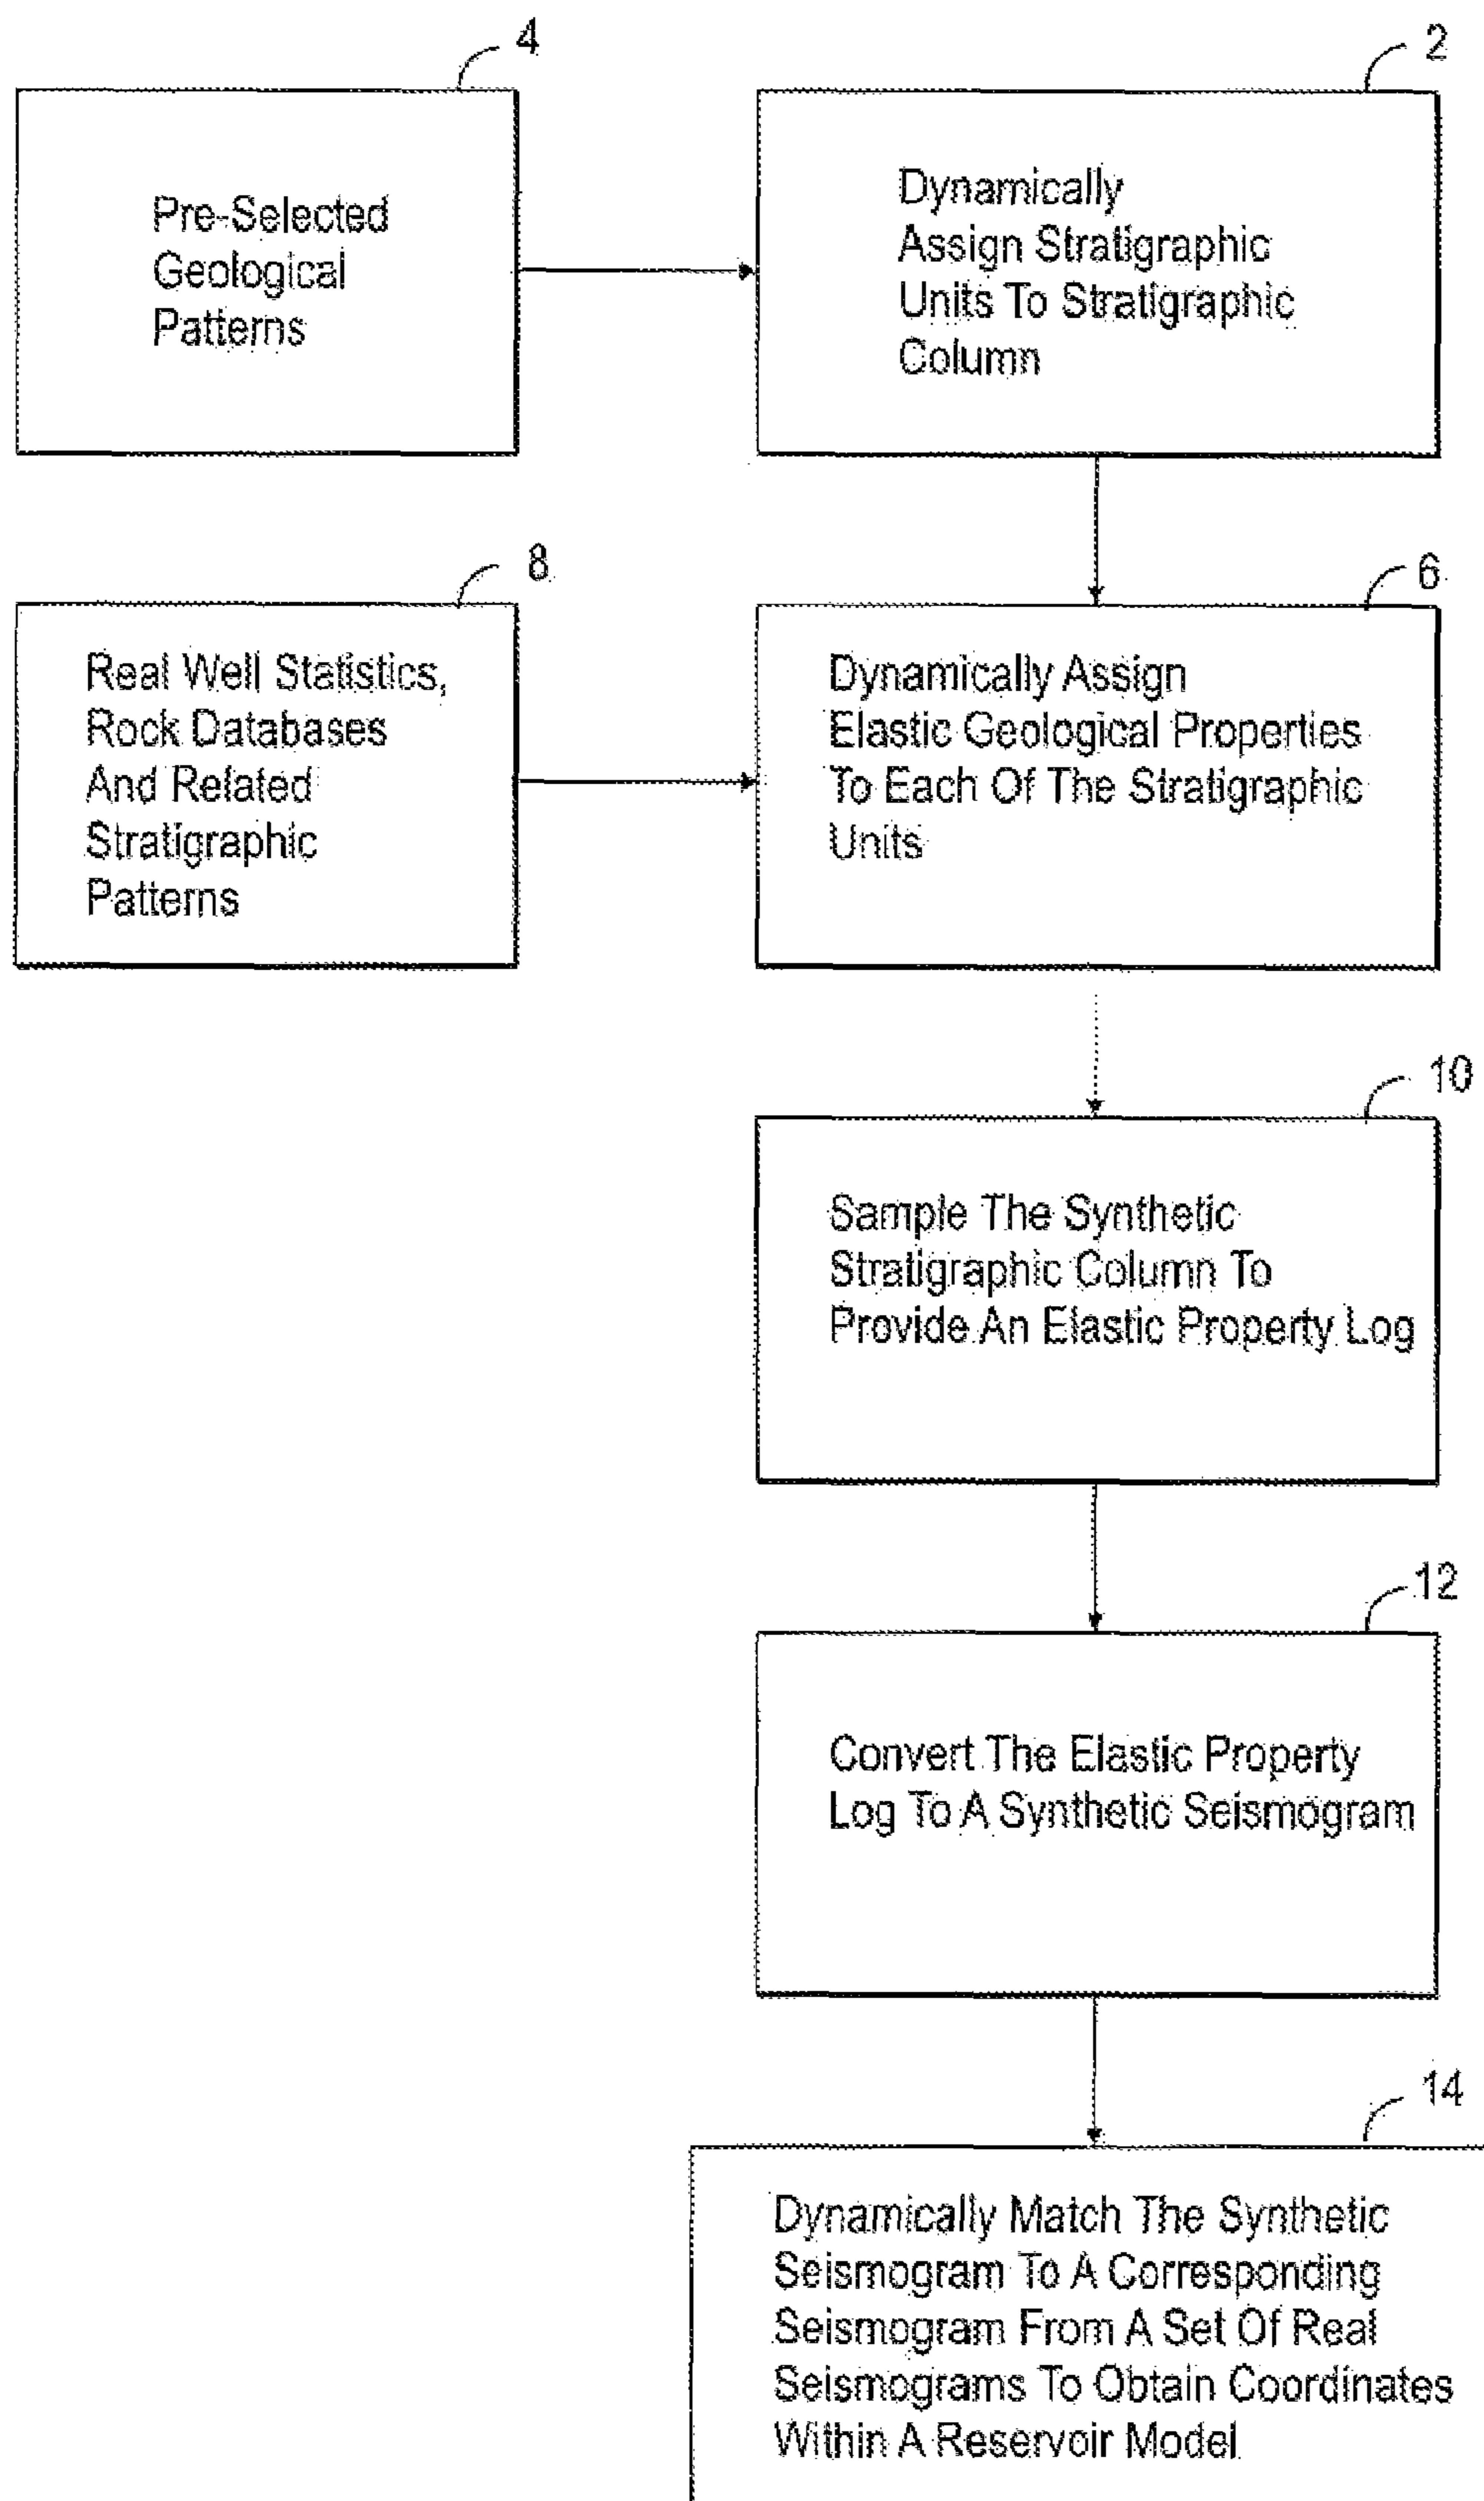 4
Pre-Selected
Geological
Patterns
2
Dynamically
Assign Stratigraphic
Units To Stratigraphic
Column
8
Real Well Statistics,
Rock Databases
And Related
Stratigraphic
Patterns
6
Dynamically Assign
Elastic Geological Properties
To Each Of The Stratigraphic
Units
10
Sample The Synthetic
Stratigraphic Column To
Provide An Elastic Property Log
12
Convert The Elastic Property
Log To A Synthetic Seismogram
14
Dynamically Match The Synthetic
Seismogram To A Corresponding
Seismogram From A Set Of Real
Seismograms To Obtain Coordinates
Within A Reservoir Model